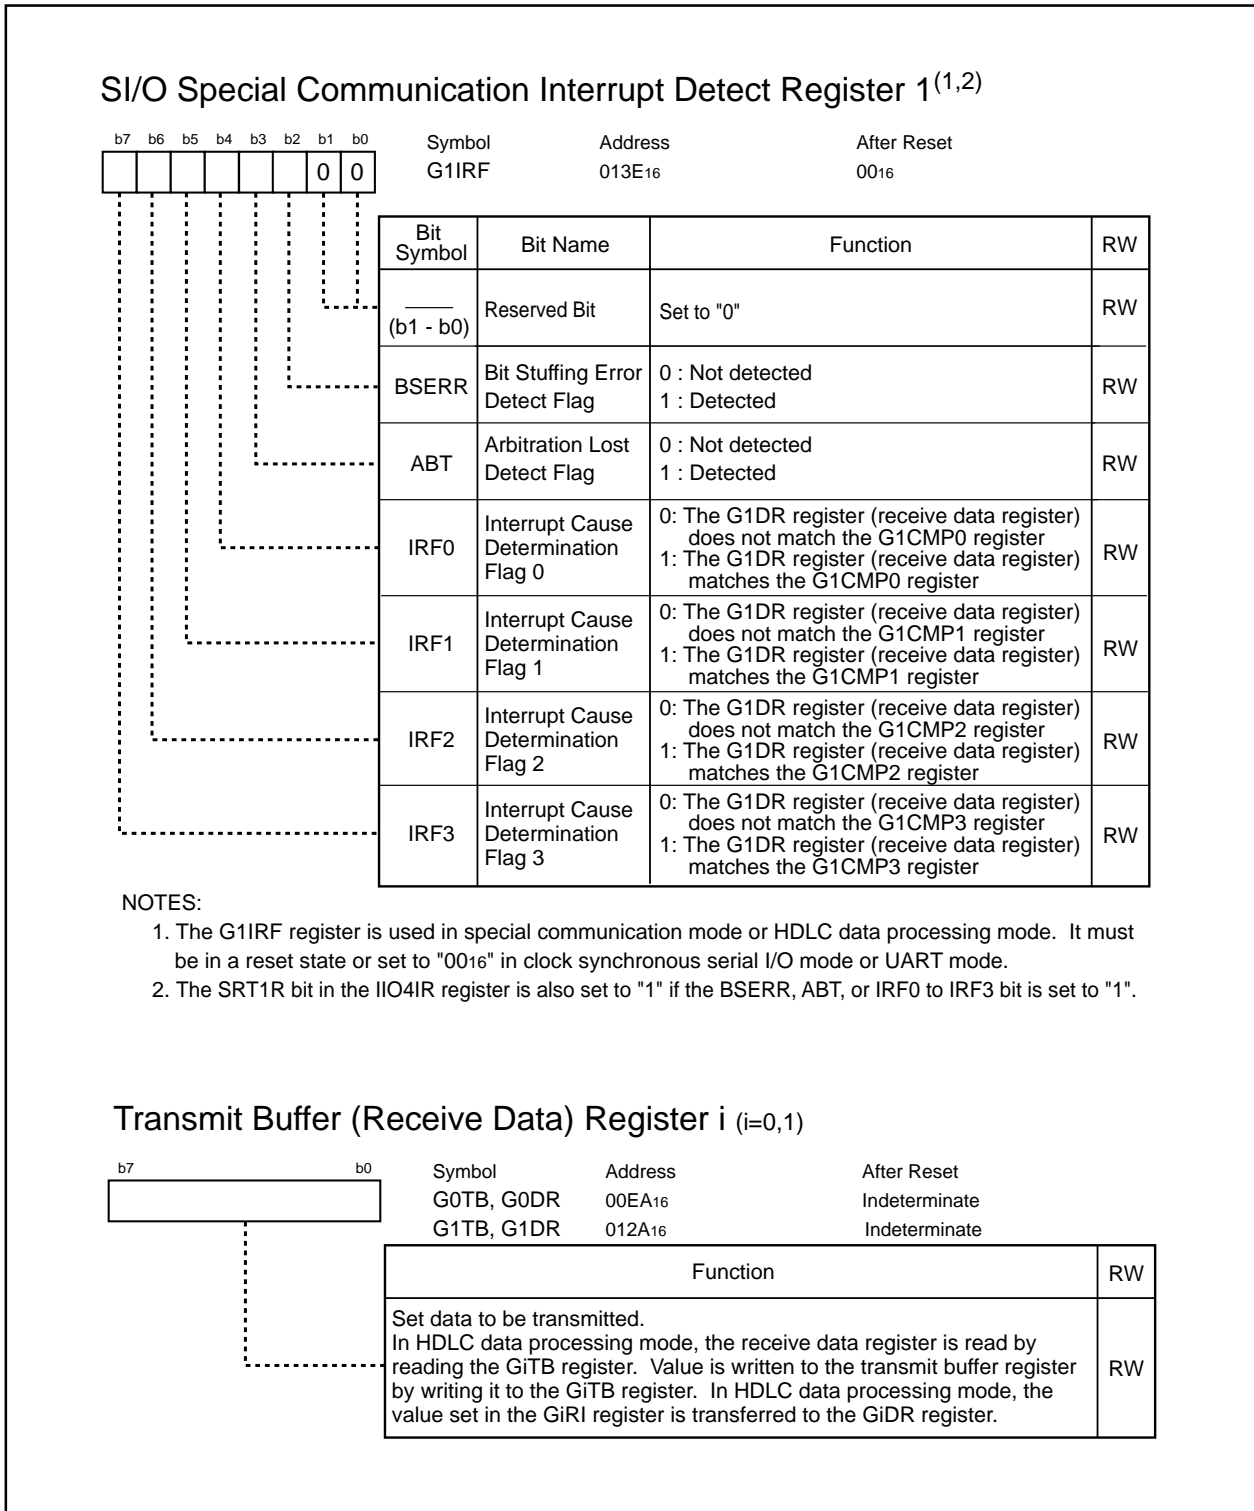 SI/O Special Communication Interrupt Detect Register 1(1,2)
b7 b6 b5 b4 b3 b2 b1 b0
Symbol Address After Reset
0 0
G1IRF 013E16 0016
Bit Symbol Bit Name Function RW
(b1 - b0) Reserved Bit Set to "0" RW
BSERR Bit Stuffing Error Detect Flag 0 : Not detected
1 : Detected RW
ABT Arbitration Lost Detect Flag 0 : Not detected
1 : Detected RW
IRF0 Interrupt Cause Determination Flag 0 0: The G1DR register (receive data register)
does not match the G1CMP0 register
1: The G1DR register (receive data register)
matches the G1CMP0 register RW
IRF1 Interrupt Cause Determination Flag 1 0: The G1DR register (receive data register)
does not match the G1CMP1 register
1: The G1DR register (receive data register)
matches the G1CMP1 register RW
IRF2 Interrupt Cause Determination Flag 2 0: The G1DR register (receive data register)
does not match the G1CMP2 register
1: The G1DR register (receive data register)
matches the G1CMP2 register RW
IRF3 Interrupt Cause Determination Flag 3 0: The G1DR register (receive data register)
does not match the G1CMP3 register
1: The G1DR register (receive data register)
matches the G1CMP3 register RW
NOTES:
1. The G1IRF register is used in special communication mode or HDLC data processing mode. It must
be in a reset state or set to "0016" in clock synchronous serial I/O mode or UART mode.
2. The SRT1R bit in the IIO4IR register is also set to "1" if the BSERR, ABT, or IRF0 to IRF3 bit is set to "1".
Transmit Buffer (Receive Data) Register i (i=0,1)
b7 b0
Symbol Address After Reset
G0TB, G0DR 00EA16 Indeterminate
G1TB, G1DR 012A16 Indeterminate
Function RW
Set data to be transmitted.
In HDLC data processing mode, the receive data register is read by
reading the GiTB register. Value is written to the transmit buffer register
by writing it to the GiTB register. In HDLC data processing mode, the
value set in the GiRI register is transferred to the GiDR register.
RW